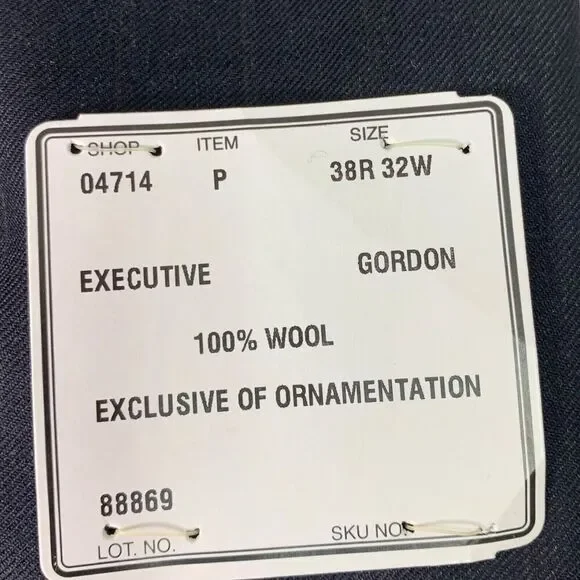 SHOP ITEM SIZE
04714 P 38R 32W
EXECUTIVE GORDON
100% WOOL
EXCLUSIVE OF ORNAMENTATION
88869
LOT. NO. SKU NO.